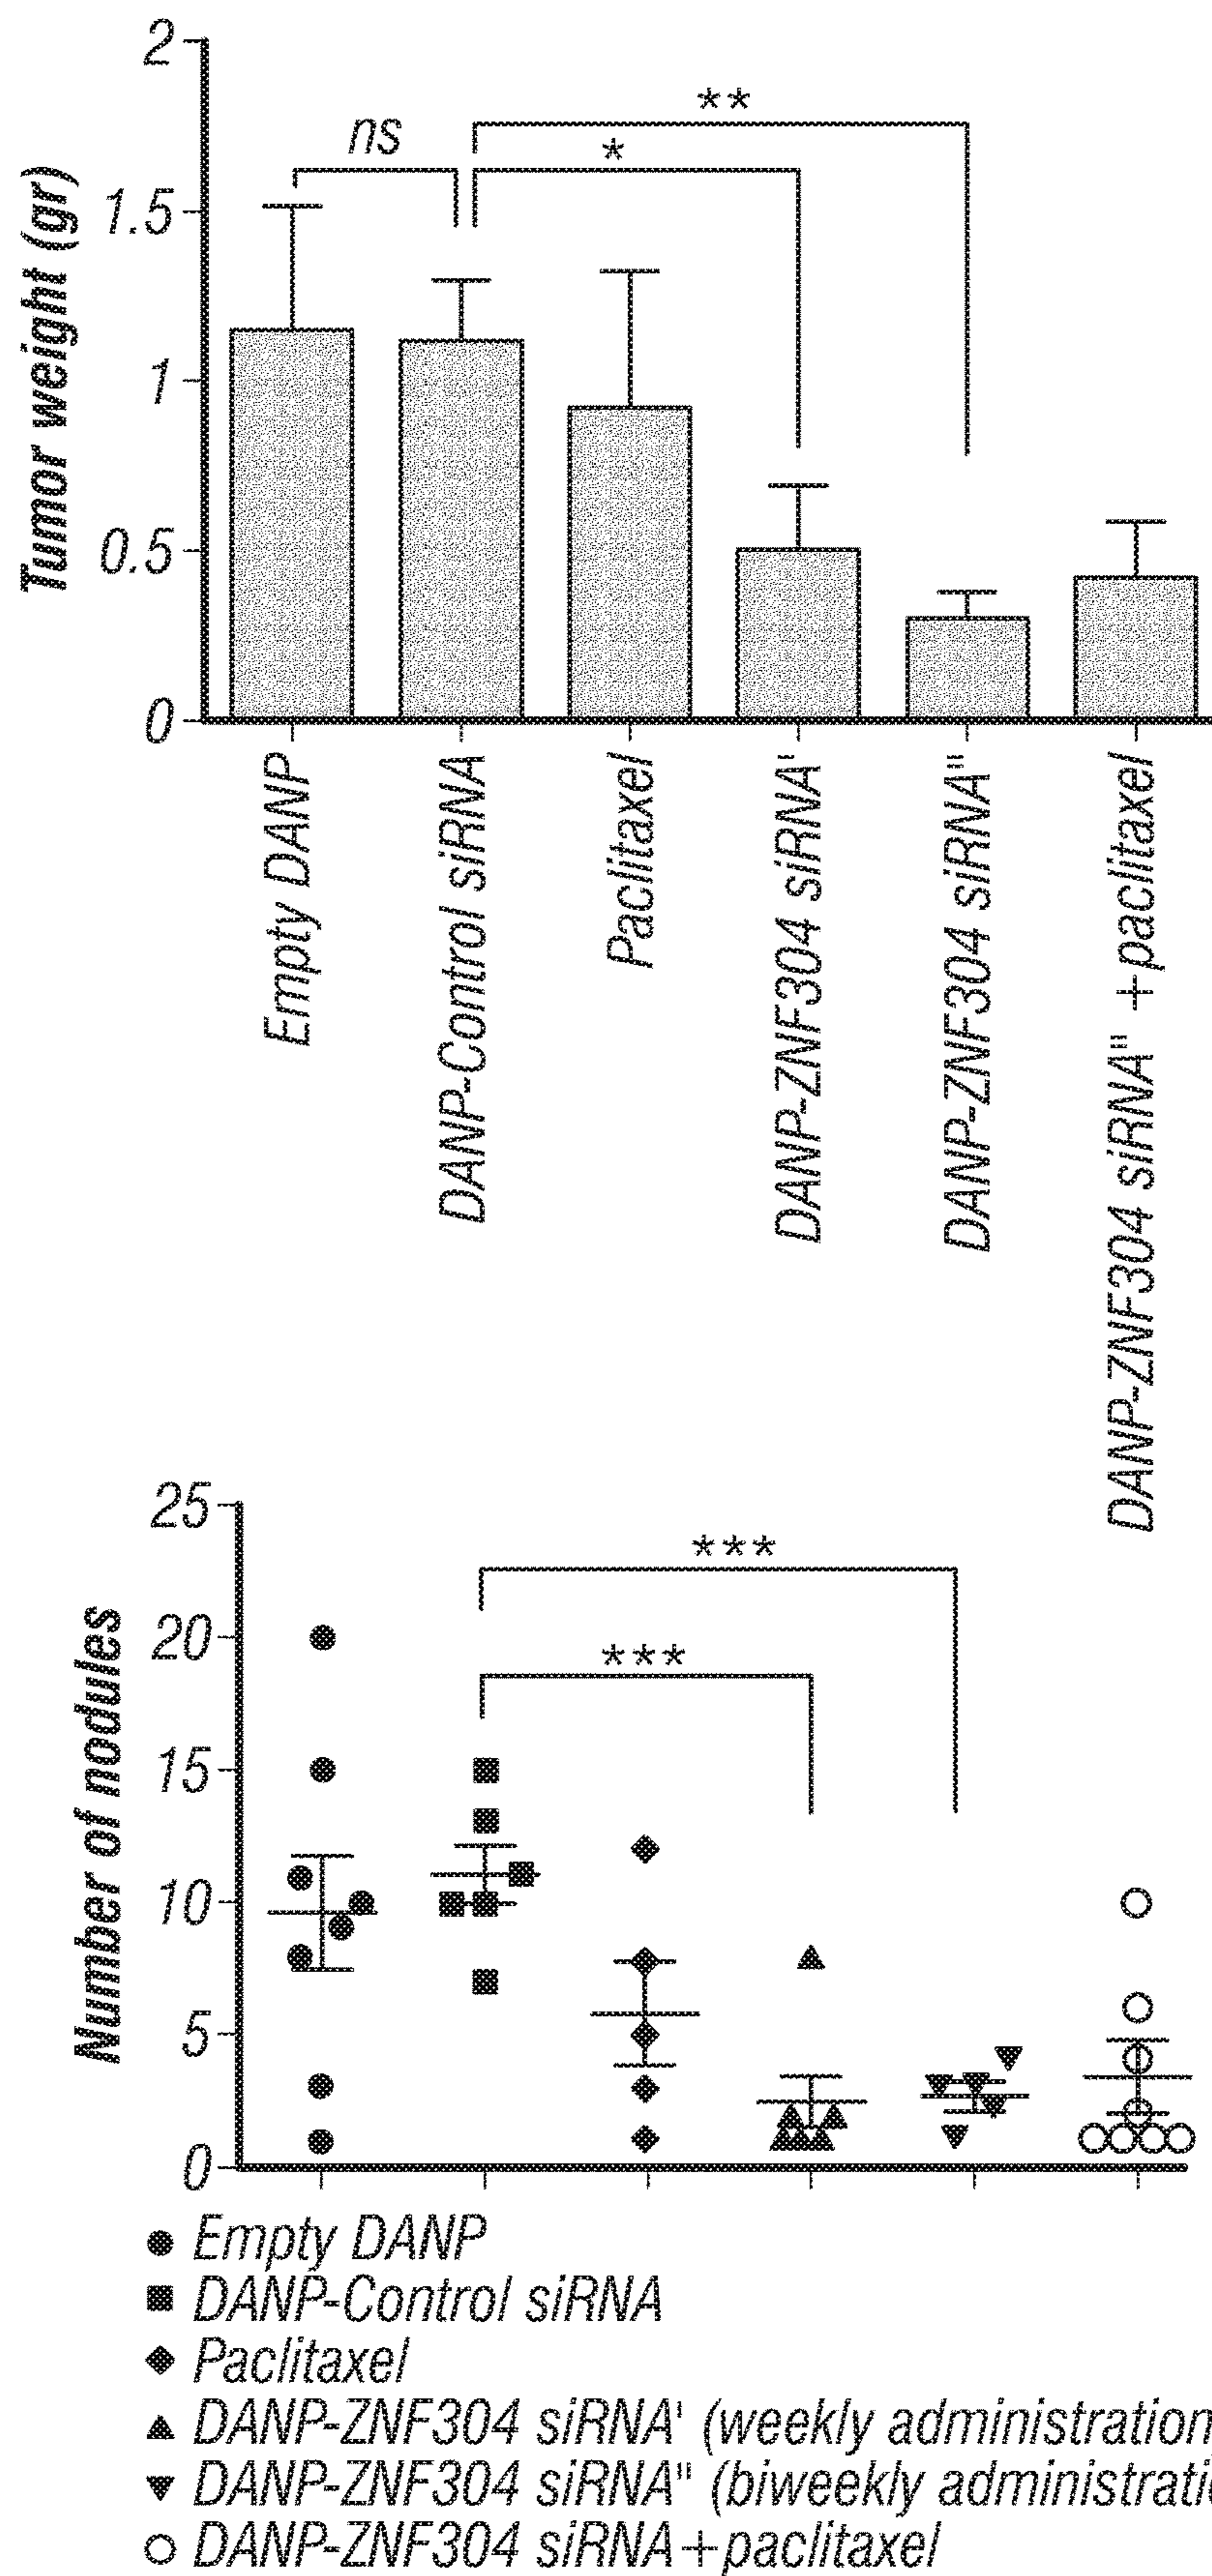 Tumor weight (gr)
2
1.5
1
0.5
0
ns
*
**
Empty DANP
DANP-Control siRNA
Paclitaxel
DANP-ZNF304 siRNA'
DANP-ZNF304 siRNA"
DANP-ZNF304 siRNA" +paclitaxel
Number of nodules
25
20
15
10
5
0
***
***
Empty DANP
DANP-Control siRNA
Paclitaxel
DANP-ZNF304 siRNA' (weekly administration
DANP-ZNF304 siRNA" (biweekly administrati
DANP-ZNF304 siRNA+paclitaxel